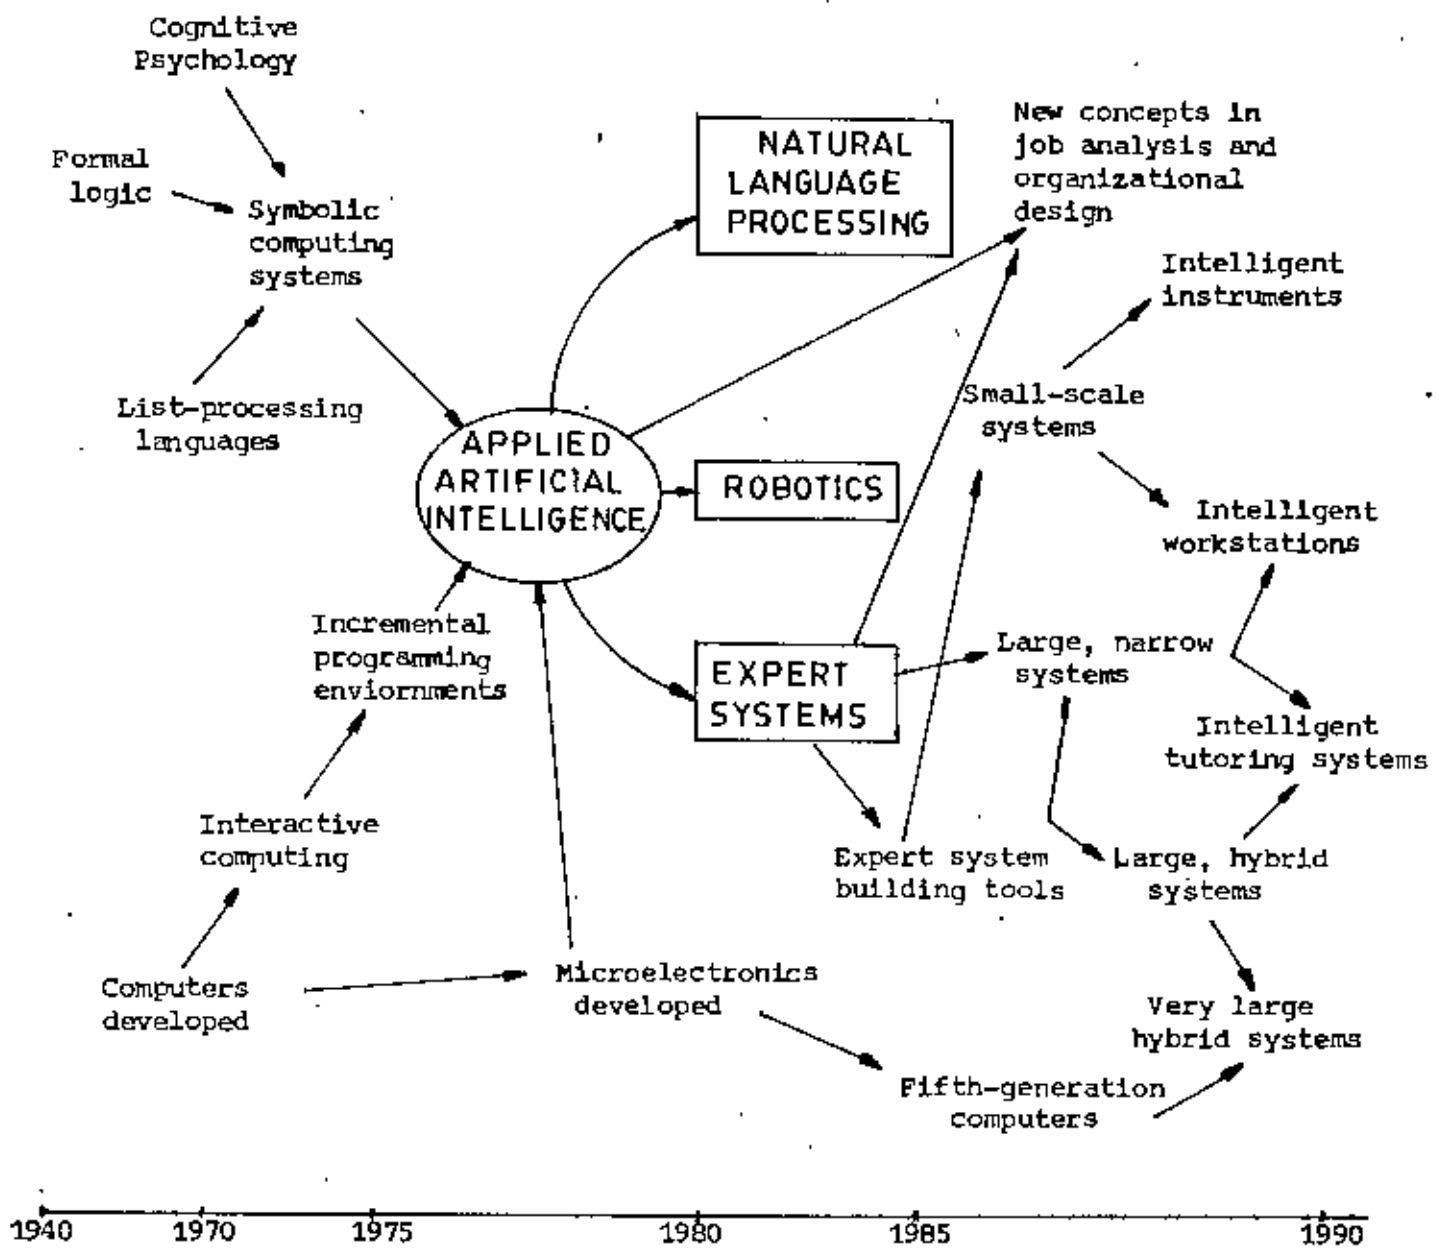 Cognitive
Psychology
Formal
logic
Symbolic
computing
systems
List-processing
languages
NATURAL
LANGUAGE
PROCESSING
New concepts in
job analysis and
organizational
design
Intelligent
instruments
Small-scale
systems
APPLIED
ARTIFICIAL
INTELLIGENCE
ROBOTICS
Intelligent
workstations
Incremental
programming
enviornments
EXPERT
SYSTEMS
Large, narrow
systems
Intelligent
tutoring systems
Interactive
computing
Expert system
building tools
Large, hybrid
systems
Computers
developed
Microelectronics
developed
Very large
hybrid systems
Fifth-generation
computers
1940 1970 1975 1980 1985 1990